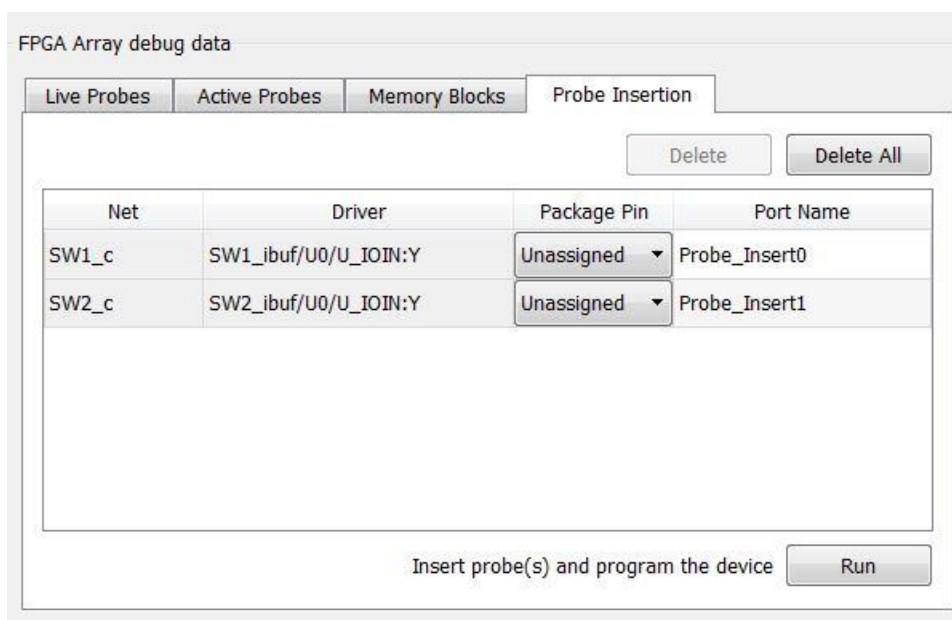 FPGA Array debug data
Live Probes Active Probes Memory Blocks Probe Insertion
Delete Delete All
Net Driver Package Pin Port Name
SW1_c SW1_ibuf/U0/U_IOIN:Y Unassigned Probe_Insert0
SW2_c SW2_ibuf/U0/U_IOIN:Y Unassigned Probe_Insert1
Insert probe(s) and program the device Run